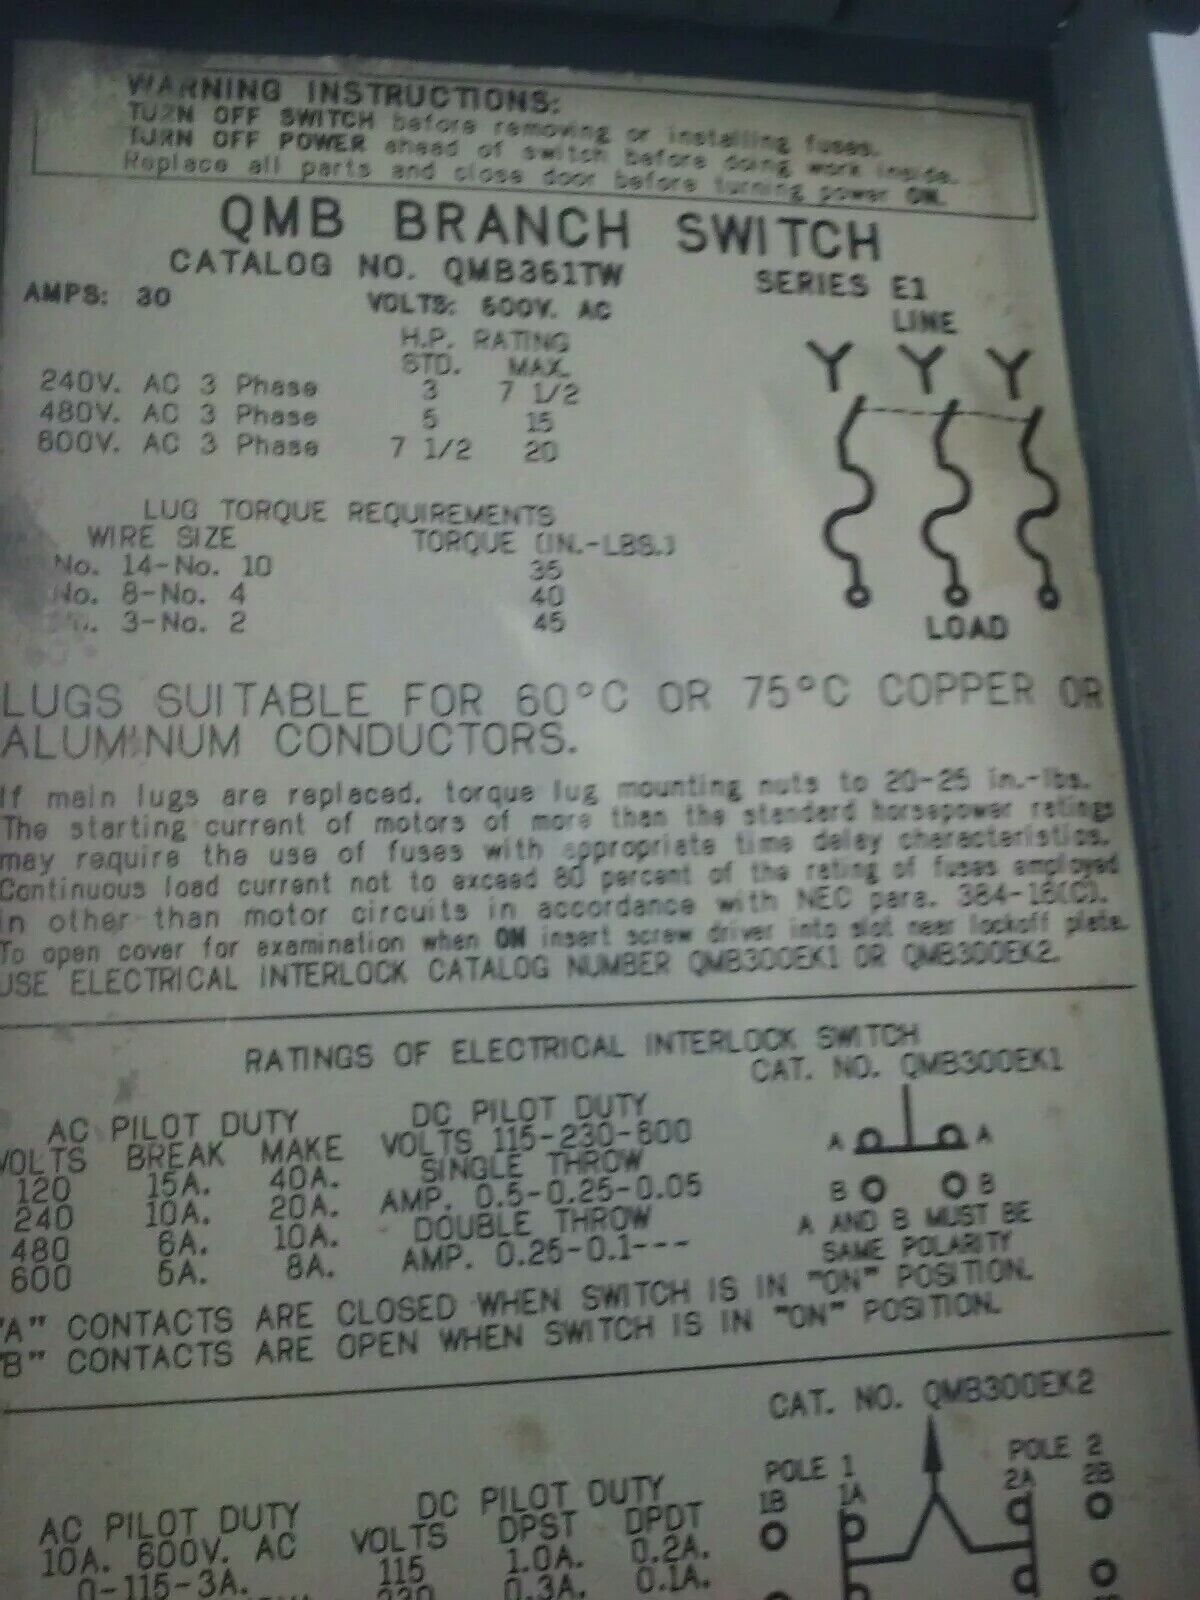 WARNING INSTRUCTIONS:
TURN OFF SWITCH before removing or installing fuses.
TURN OFF POWER ahead of switch before doing work inside.
Replace all parts and close door before turning power ON.
QMB BRANCH SWITCH
CATALOG NO. QMB361TW SERIES E1
AMPS: 30 VOLTS: 600V. AC
LINE
H.P. RATING
STD. MAX.
240V. AC 3 Phase 3 7 1/2
480V. AC 3 Phase 5 15
600V. AC 3 Phase 7 1/2 20
LUG TORQUE REQUIREMENTS
WIRE SIZE TORQUE (IN.-LBS.)
No. 14-No. 10 35
No. 8-No. 4 40
3-No. 2 45
LOAD
LUGS SUITABLE FOR 60°C OR 75°C COPPER OR
ALUMINUM CONDUCTORS.
If main lugs are replaced, torque lug mounting nuts to 20-25 in.-lbs.
The starting current of motors of more than the standard horsepower ratings
may require the use of fuses with appropriate time delay characteristics.
Continuous load current not to exceed 80 percent of the rating of fuses employed
in other than motor circuits in accordance with NEC para. 384-16(C).
To open cover for examination when ON insert screw driver into slot near lockoff plate.
USE ELECTRICAL INTERLOCK CATALOG NUMBER QMB300EK1 OR QMB300EK2.
RATINGS OF ELECTRICAL INTERLOCK SWITCH
CAT. NO. QMB300EK1
AC PILOT DUTY DC PILOT DUTY
VOLTS BREAK MAKE VOLTS 115-230-600
120 15A. 40A. SINGLE THROW
240 10A. 20A. AMP. 0.5-0.25-0.05
480 6A. 10A. DOUBLE THROW
600 5A. 8A. AMP. 0.25-0.1---
A A
B B
A AND B MUST BE
SAME POLARITY
"A" CONTACTS ARE CLOSED WHEN SWITCH IS IN "ON" POSITION.
"B" CONTACTS ARE OPEN WHEN SWITCH IS IN "ON" POSITION.
CAT. NO. QMB300EK2
POLE 1 POLE 2
1B 1A 2A 2B
AC PILOT DUTY DC PILOT DUTY
10A. 600V. AC VOLTS DPST DPDT
0-115-3A. 115 1.0A. 0.2A.
230 0.3A. 0.1A.